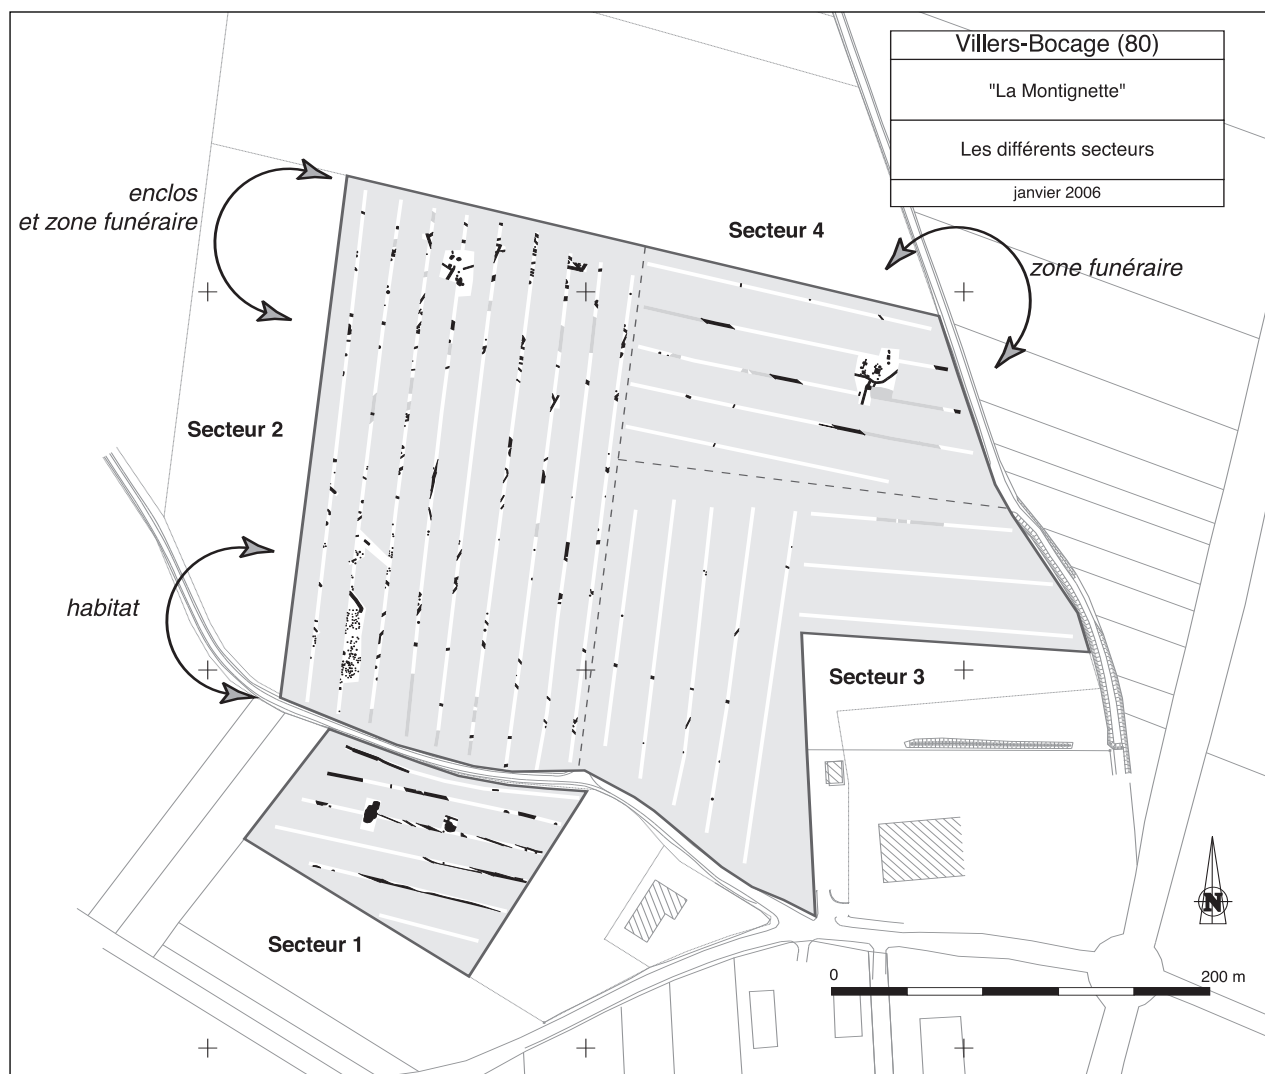 Villers-Bocage (80)
"La Montignette"
Les différents secteurs
janvier 2006
enclos
et zone funéraire
Secteur 4
zone funéraire
Secteur 2
habitat
Secteur 3
Secteur 1
N
0
200 m